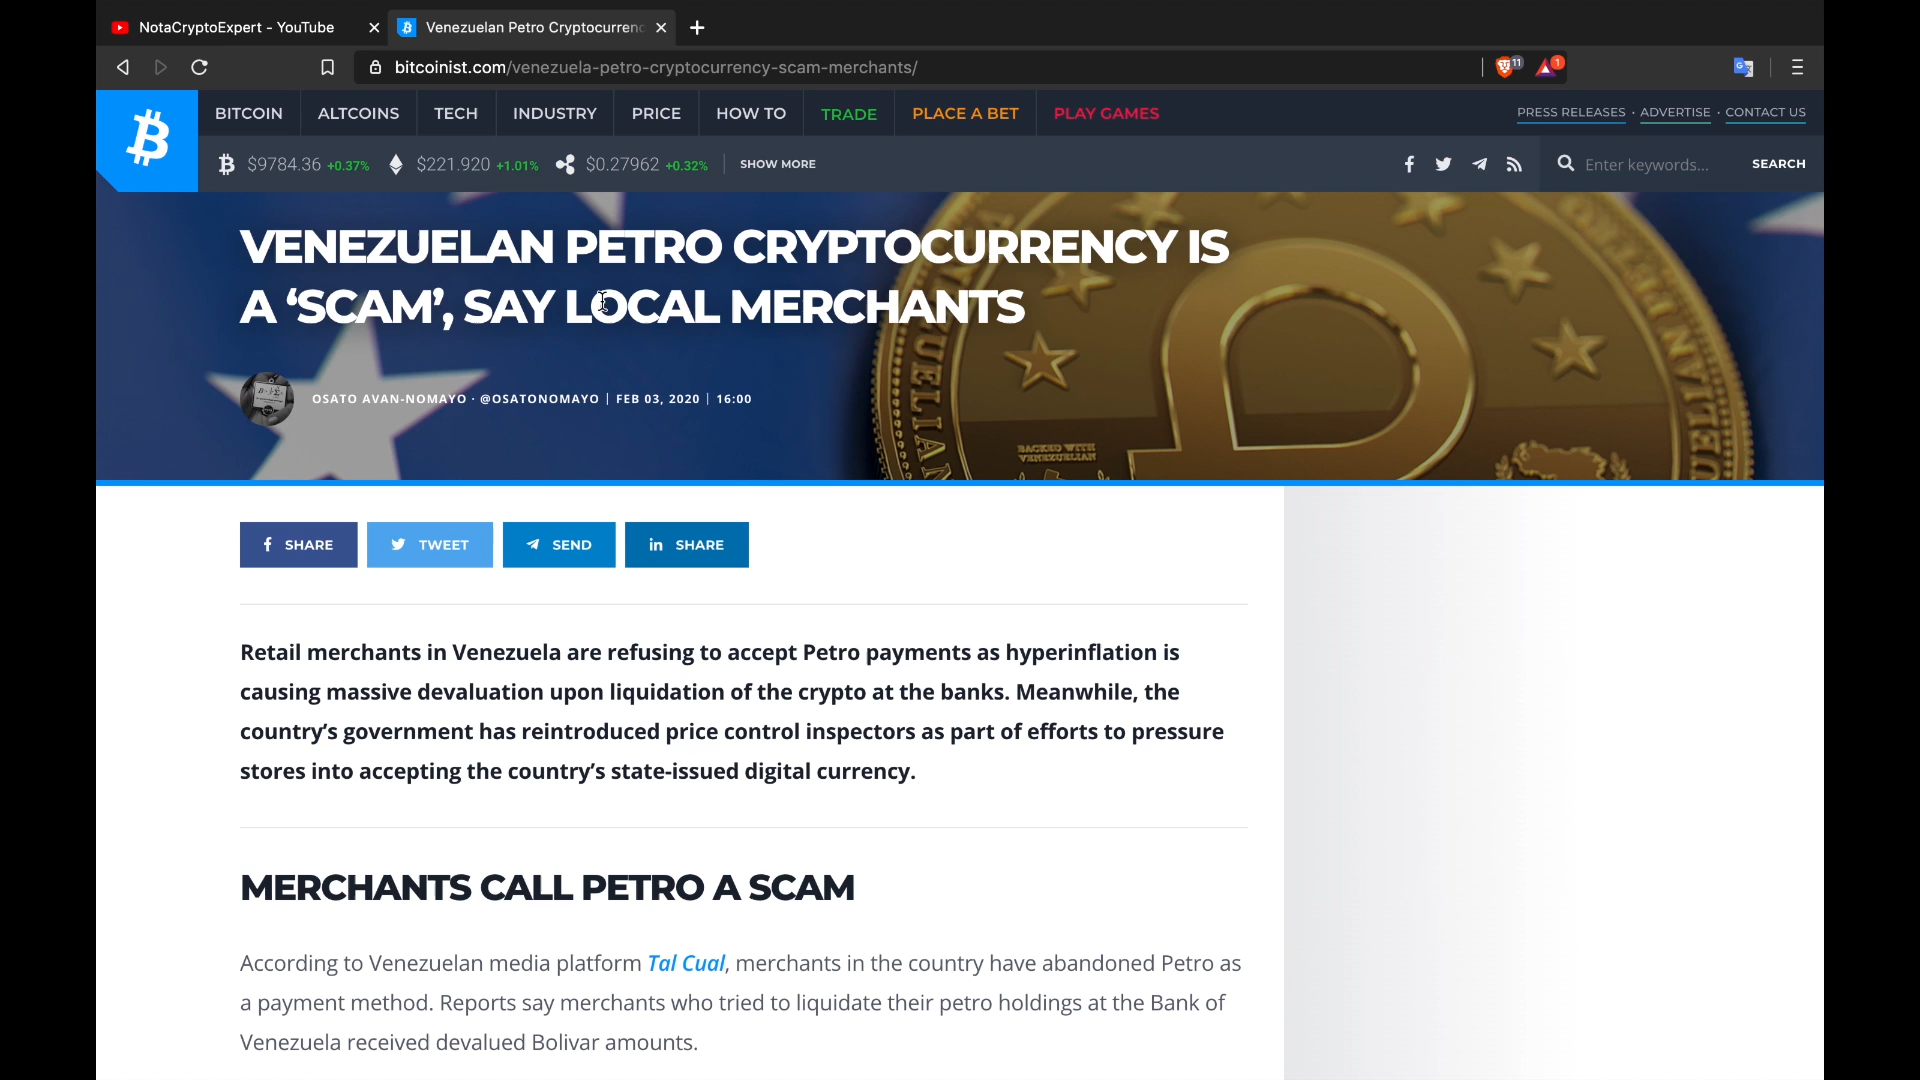 NotaCryptoExpert - YouTube
Venezuelan Petro Cryptocurrenc
bitcoinist.com/venezuela-petro-cryptocurrency-scam-merchants/
11
1
BITCOIN ALTCOINS TECH INDUSTRY PRICE HOW TO TRADE PLACE A BET PLAY GAMES
PRESS RELEASES · ADVERTISE · CONTACT US
$9784.36 +0.37% $221.920 +1.01% $0.27962 +0.32% SHOW MORE
Enter keywords... SEARCH
VENEZUELAN PETRO CRYPTOCURRENCY IS
A ‘SCAM’, SAY LOCAL MERCHANTS
OSATO AVAN-NOMAYO · @OSATONOMAYO | FEB 03, 2020 | 16:00
BACKED WITH
VENEZUELIAN
SHARE TWEET SEND SHARE
Retail merchants in Venezuela are refusing to accept Petro payments as hyperinflation is
causing massive devaluation upon liquidation of the crypto at the banks. Meanwhile, the
country’s government has reintroduced price control inspectors as part of efforts to pressure
stores into accepting the country’s state-issued digital currency.
MERCHANTS CALL PETRO A SCAM
According to Venezuelan media platform Tal Cual, merchants in the country have abandoned Petro as
a payment method. Reports say merchants who tried to liquidate their petro holdings at the Bank of
Venezuela received devalued Bolivar amounts.